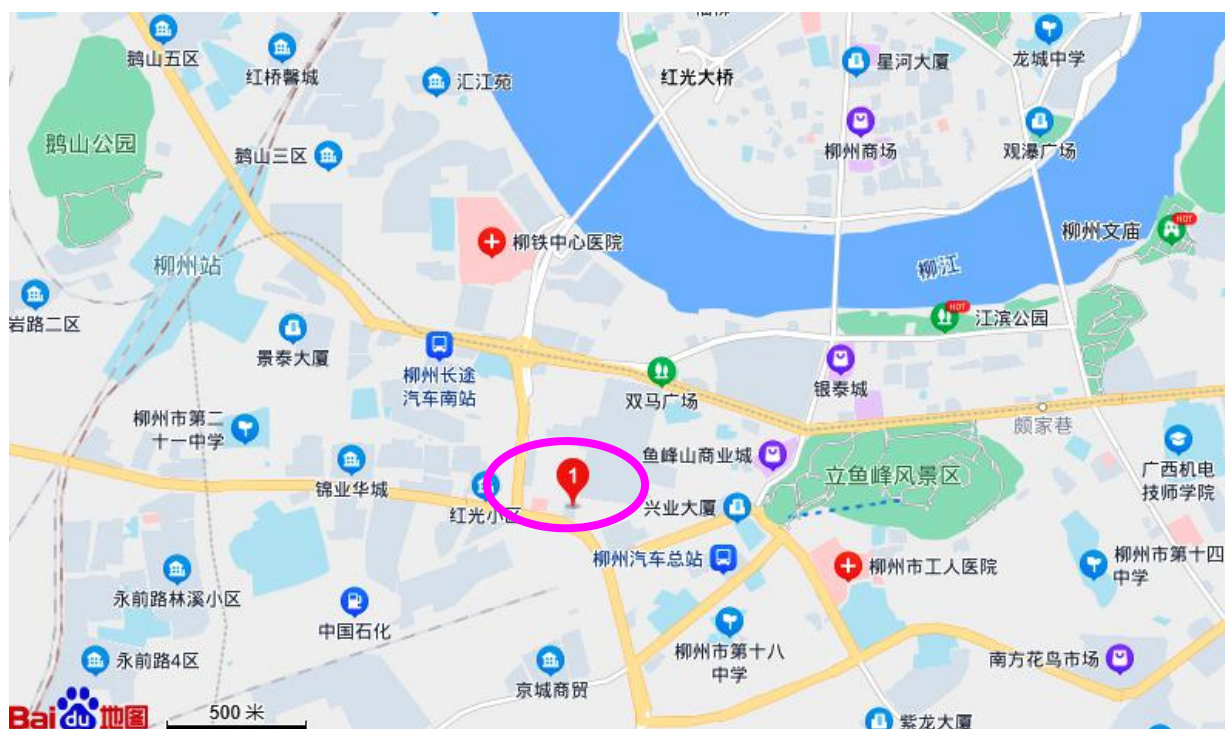 鹅山五区
红桥馨城
汇江苑
红光大桥
星河大厦
龙城中学
鹅山公园
鹅山三区
柳州商场
观瀑广场
柳铁中心医院
柳州文庙
HOT
柳州站
柳江
岩路二区
景泰大厦
HOT
江滨公园
柳州长途
汽车南站
双马广场
银泰城
颐家巷
柳州市第二
十一中学
鱼峰山商业城
立鱼峰风景区
广西机电
技师学院
锦业华城
1
红光小区
兴业大厦
柳州汽车总站
柳州市工人医院
柳州市第十四
中学
永前路林溪小区
中国石化
柳州市第十八
中学
永前路4区
京城商贸
南方花鸟市场
Bai du 地图
500 米
紫龙大厦